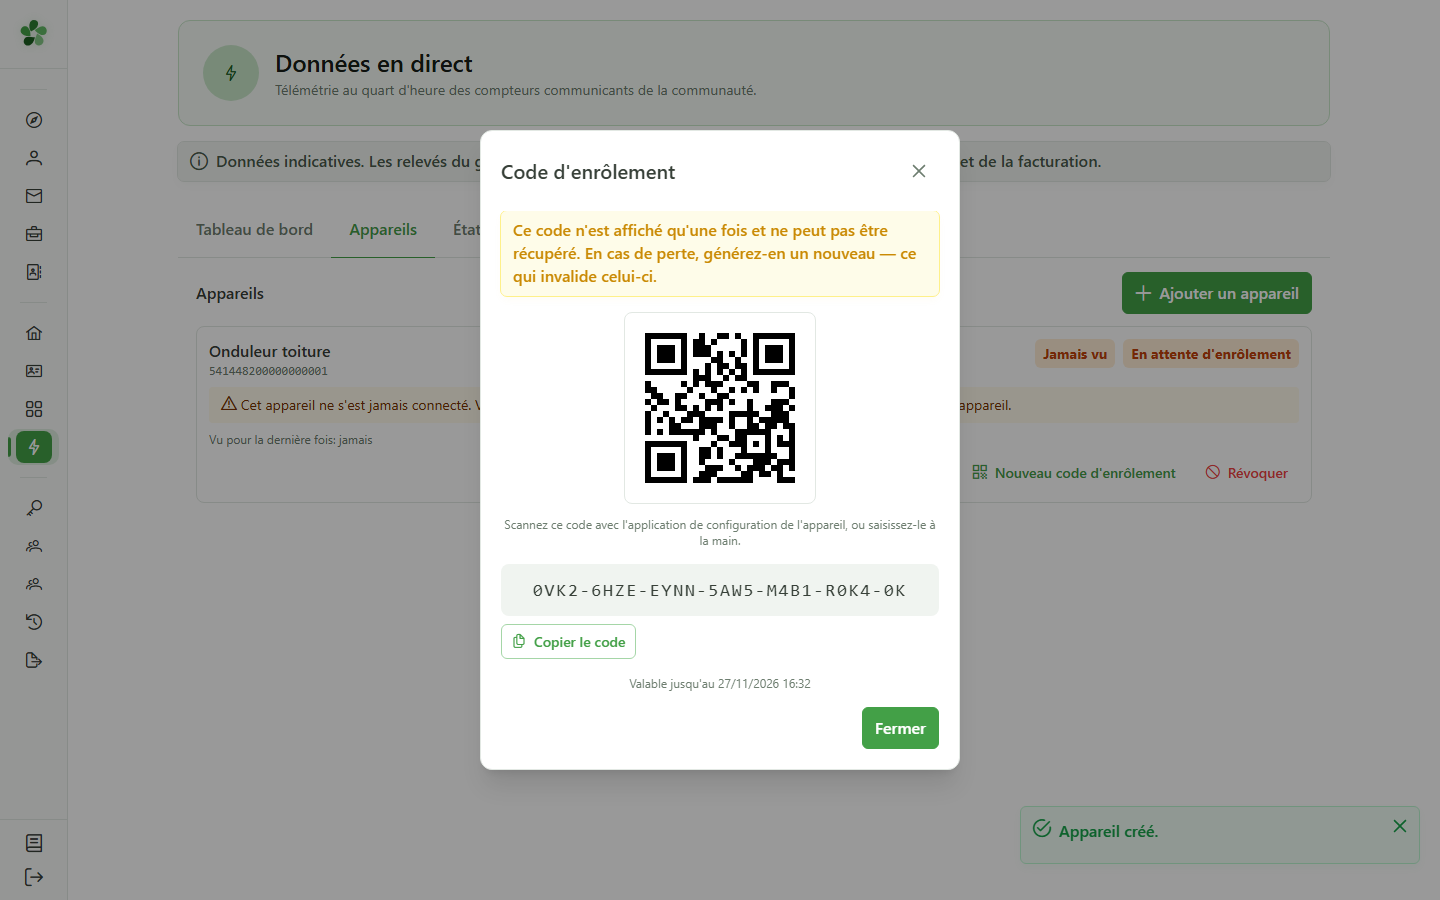 Données en direct
Télémétrie au quart d'heure des compteurs communicants de la communauté.
Données indicatives. Les relevés du g
et de la facturation.
Tableau de bord
Appareils
État
Appareils
Ajouter un appareil
Onduleur toiture
541448200000000001
Jamais vu
En attente d'enrôlement
Cet appareil ne s'est jamais connecté. V
appareil.
Vu pour la dernière fois: jamais
Nouveau code d'enrôlement
Révoquer
Code d'enrôlement
Ce code n'est affiché qu'une fois et ne peut pas être
récupéré. En cas de perte, générez-en un nouveau — ce
qui invalide celui-ci.
Scannez ce code avec l'application de configuration de l'appareil, ou saisissez-le à
la main.
0VK2-6HZE-EYNN-5AW5-M4B1-R0K4-0K
Copier le code
Valable jusqu'au 27/11/2026 16:32
Fermer
Appareil créé.